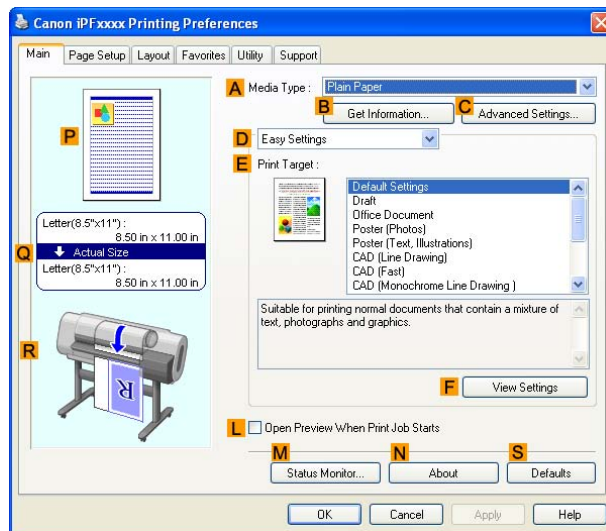 Canon iPFxxxx Printing Preferences
Main Page Setup Layout Favorites Utility Support
A Media Type : Plain Paper
B Get Information... C Advanced Settings...
D Easy Settings
E Print Target :
Default Settings
Draft
Office Document
Poster (Photos)
Poster (Text, Illustrations)
CAD (Line Drawing)
CAD (Fast)
CAD (Monochrome Line Drawing )
Suitable for printing normal documents that contain a mixture of
text, photographs and graphics.
F View Settings
P
Q
Letter(8.5"x11") :
8.50 in x 11.00 in
Actual Size
Letter(8.5"x11") :
8.50 in x 11.00 in
R
R
L Open Preview When Print Job Starts
M Status Monitor... N About S Defaults
OK Cancel Apply Help